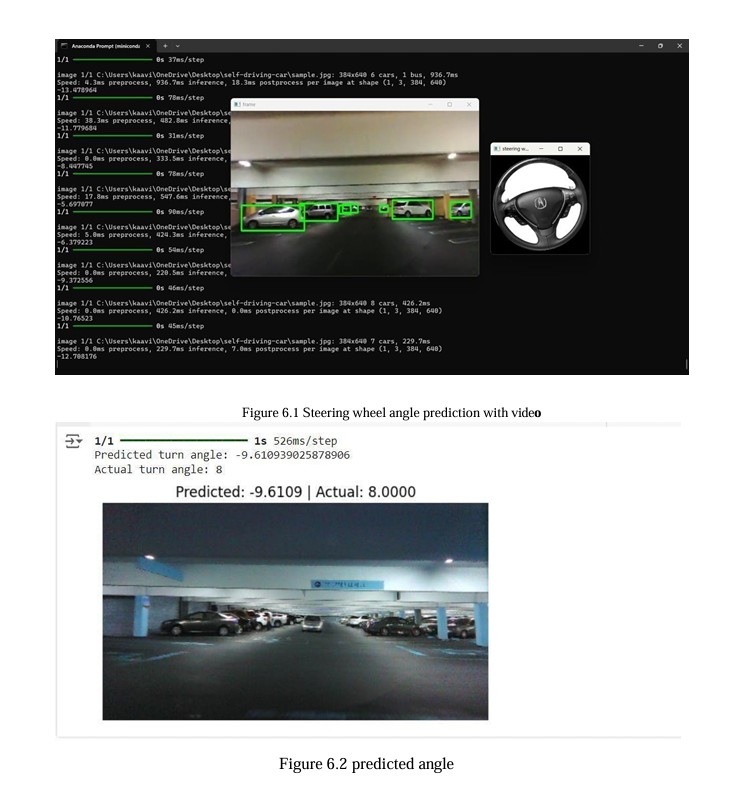 Anaconda Prompt (miniconda
1/1 0s 37ms/step
image 1/1 C:\Users\kaavi\OneDrive\Desktop\self-driving-car\sample.jpg: 384x640 6 cars, 1 bus, 936.7ms
Speed: 4.3ms preprocess, 936.7ms inference, 18.3ms postprocess per image at shape (1, 3, 384, 640)
-13.478964
1/1 0s 78ms/step
image 1/1 C:\Users\kaavi\OneDrive\Desktop\se
Speed: 38.3ms preprocess, 482.8ms inference,
-11.779684
1/1 0s 31ms/step
image 1/1 C:\Users\kaavi\OneDrive\Desktop\se
Speed: 0.0ms preprocess, 333.5ms inference,
-8.447745
1/1 0s 78ms/step
image 1/1 C:\Users\kaavi\OneDrive\Desktop\se
Speed: 17.8ms preprocess, 547.6ms inference,
-5.697077
1/1 0s 90ms/step
image 1/1 C:\Users\kaavi\OneDrive\Desktop\se
Speed: 5.0ms preprocess, 424.3ms inference,
-6.379223
1/1 0s 54ms/step
image 1/1 C:\Users\kaavi\OneDrive\Desktop\se
Speed: 0.0ms preprocess, 220.5ms inference,
-9.372556
1/1 0s 46ms/step
image 1/1 C:\Users\kaavi\OneDrive\Desktop\self-driving-car\sample.jpg: 384x640 8 cars, 426.2ms
Speed: 0.0ms preprocess, 426.2ms inference, 0.0ms postprocess per image at shape (1, 3, 384, 640)
-10.76523
1/1 0s 45ms/step
image 1/1 C:\Users\kaavi\OneDrive\Desktop\self-driving-car\sample.jpg: 384x640 7 cars, 229.7ms
Speed: 0.0ms preprocess, 229.7ms inference, 7.0ms postprocess per image at shape (1, 3, 384, 640)
-12.708176
frame
steering w...
Figure 6.1 Steering wheel angle prediction with video
1/1 1s 526ms/step
Predicted turn angle: -9.610939025878906
Actual turn angle: 8
Predicted: -9.6109 | Actual: 8.0000
Figure 6.2 predicted angle